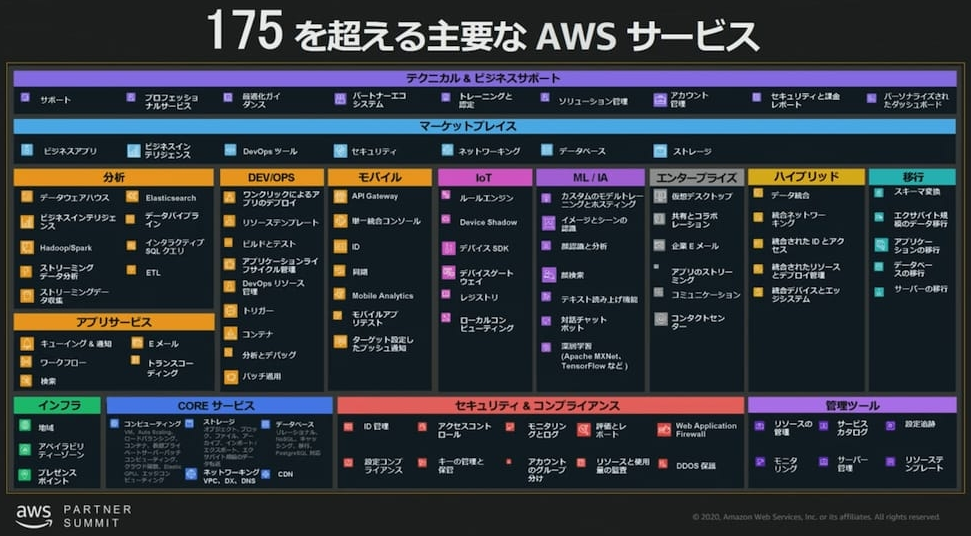 175 を超える主要な AWS サービス
テクニカル & ビジネスサポート
サポート
プロフェッショ
ナルサービス
最適化ガイ
ダンス
パートナーエコ
システム
トレーニングと
認定
ソリューション管理
アカウント
管理
セキュリティと課金
レポート
パーソナライズされ
たダッシュボード
マーケットプレイス
ビジネスアプリ
ビジネスイン
テリジェンス
DevOps ツール
セキュリティ
ネットワーキング
データベース
ストレージ
分析
データウェアハウス
Elasticsearch
ビジネスインテリジェ
ンス
データパイプラ
イン
Hadoop/Spark
インタラクティブ
SQL クエリ
ストリーミング
データ分析
ETL
ストリーミングデー
タ収集
アプリサービス
キューイング & 通知
E メール
ワークフロー
トランスコー
ディング
検索
DEV/OPS
ワンクリックによるア
プリのデプロイ
リソーステンプレート
ビルドとテスト
アプリケーションライ
フサイクル管理
DevOps リソース
管理
トリガー
コンテナ
分析とデバッグ
パッチ適用
モバイル
API Gateway
単一統合コンソール
ID
同期
Mobile Analytics
モバイルアプ
リテスト
ターゲット設定し
たプッシュ通知
IoT
ルールエンジン
Device Shadow
デバイス SDK
デバイスゲート
ウェイ
レジストリ
ローカルコン
ピューティング
ML / IA
カスタムのモデルトレー
ニングとホスティング
イメージとシーンの
認識
顔認識と分析
顔検索
テキスト読み上げ機能
対話チャット
ボット
深層学習
(Apache MXNet、
TensorFlow など )
エンタープライズ
仮想デスクトップ
共有とコラボ
レーション
企業 E メール
アプリのストリー
ミング
コミュニケーション
コンタクトセン
ター
ハイブリッド
データ統合
統合ネットワー
キング
統合された ID とアクセ
ス
統合されたリソース
とデプロイ管理
統合デバイスとエッ
ジシステム
移行
スキーマ変換
エクサバイト規
模のデータ移行
アプリケー
ションの移行
データベー
スの移行
サーバーの移行
インフラ
地域
アベイラビリ
ティーゾーン
プレゼンス
ポイント
CORE サービス
コンピューティング
VM、Auto Scaling、
ロードバランシング、
ストレージ
オブジェクト、ブロッ
ク、ファイル、アー
データベース
リレーショナル、
ネットワーキング
VPC、DX、DNS
CDN
セキュリティ & コンプライアンス
ID 管理
アクセスコント
ロール
モニタリン
グとログ
評価とレ
ポート
Web Application
Firewall
設定コンプ
ライアンス
キーの管理と
保管
アカウント
のグループ
分け
リソースと使用
量の監査
DDOS 保護
管理ツール
リソースの
管理
サービス
カタログ
設定追跡
モニタ
リング
サーバー
管理
リソーステ
ンプレート
aws
PARTNER
SUMMIT
© 2020, Amazon Web Services, Inc. or its affiliates. All rights reserved.